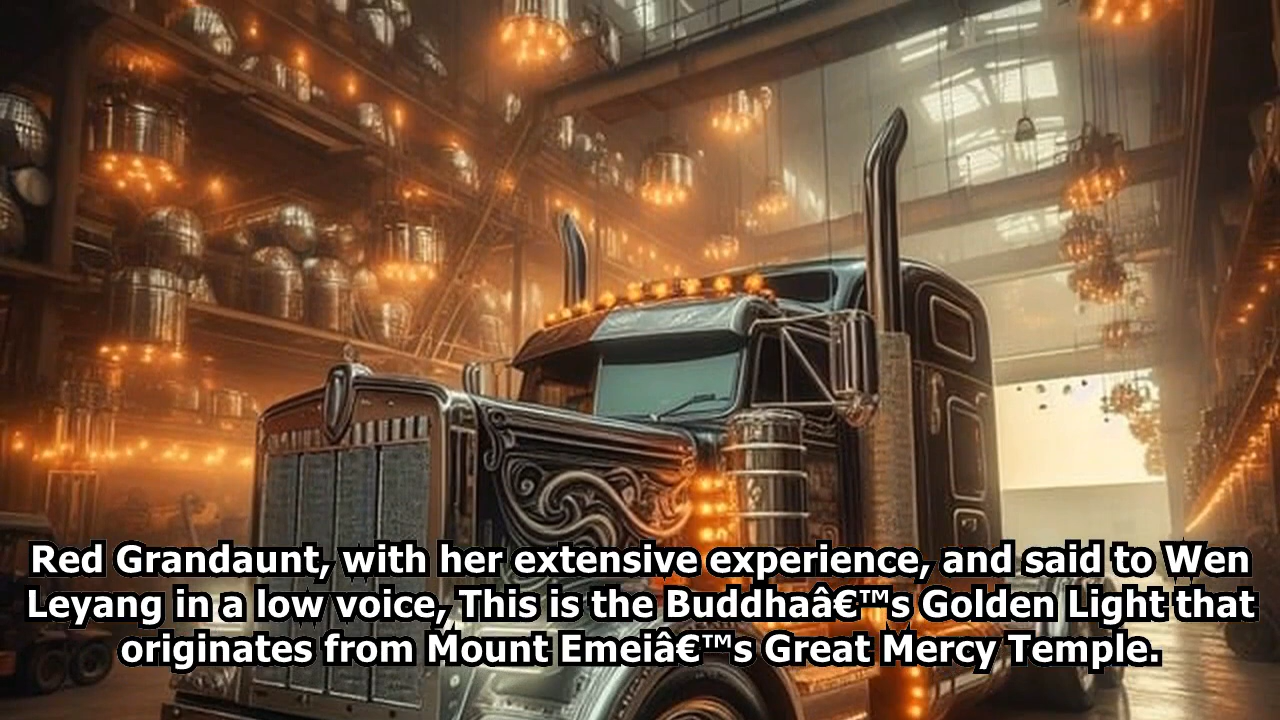 Red Grandaunt, with her extensive experience, and said to Wen
Leyang in a low voice, This is the Buddhaâ€™s Golden Light that
originates from Mount Emeiâ€™s Great Mercy Temple.